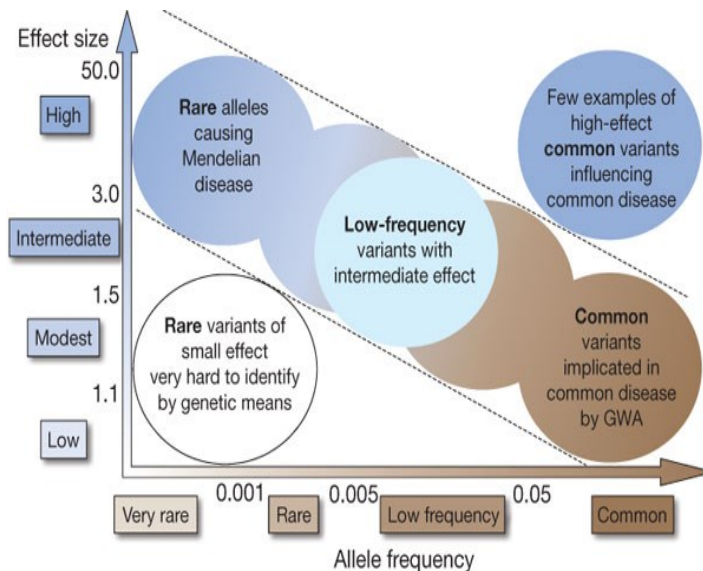 Effect size
50.0
High
3.0
Intermediate
1.5
Modest
1.1
Low
Rare alleles
causing
Mendelian
disease
Few examples of
high-effect
common variants
influencing
common disease
Low-frequency
variants with
intermediate effect
Rare variants of
small effect
very hard to identify
by genetic means
Common
variants
implicated in
common disease
by GWA
0.001
0.005
0.05
Very rare
Rare
Low frequency
Common
Allele frequency